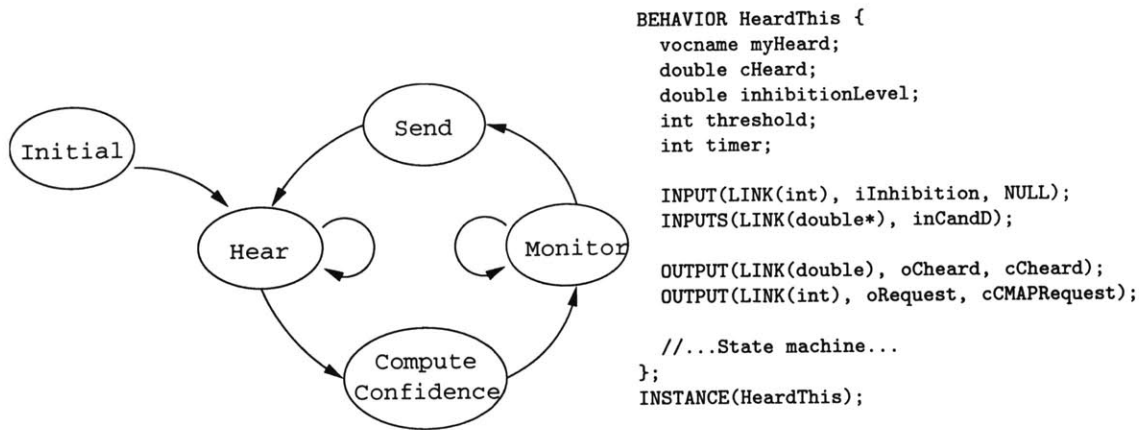 Initial
Send
Hear
Monitor
Compute
Confidence
BEHAVIOR HeardThis {
vocname myHeard;
double cHeard;
double inhibitionLevel;
int threshold;
int timer;
INPUT(LINK(int), iInhibition, NULL);
INPUTS(LINK(double*), inCandD);
OUTPUT(LINK(double), oCheard, cCheard);
OUTPUT(LINK(int), oRequest, cCMAPRequest);
//...State machine...
};
INSTANCE(HeardThis);